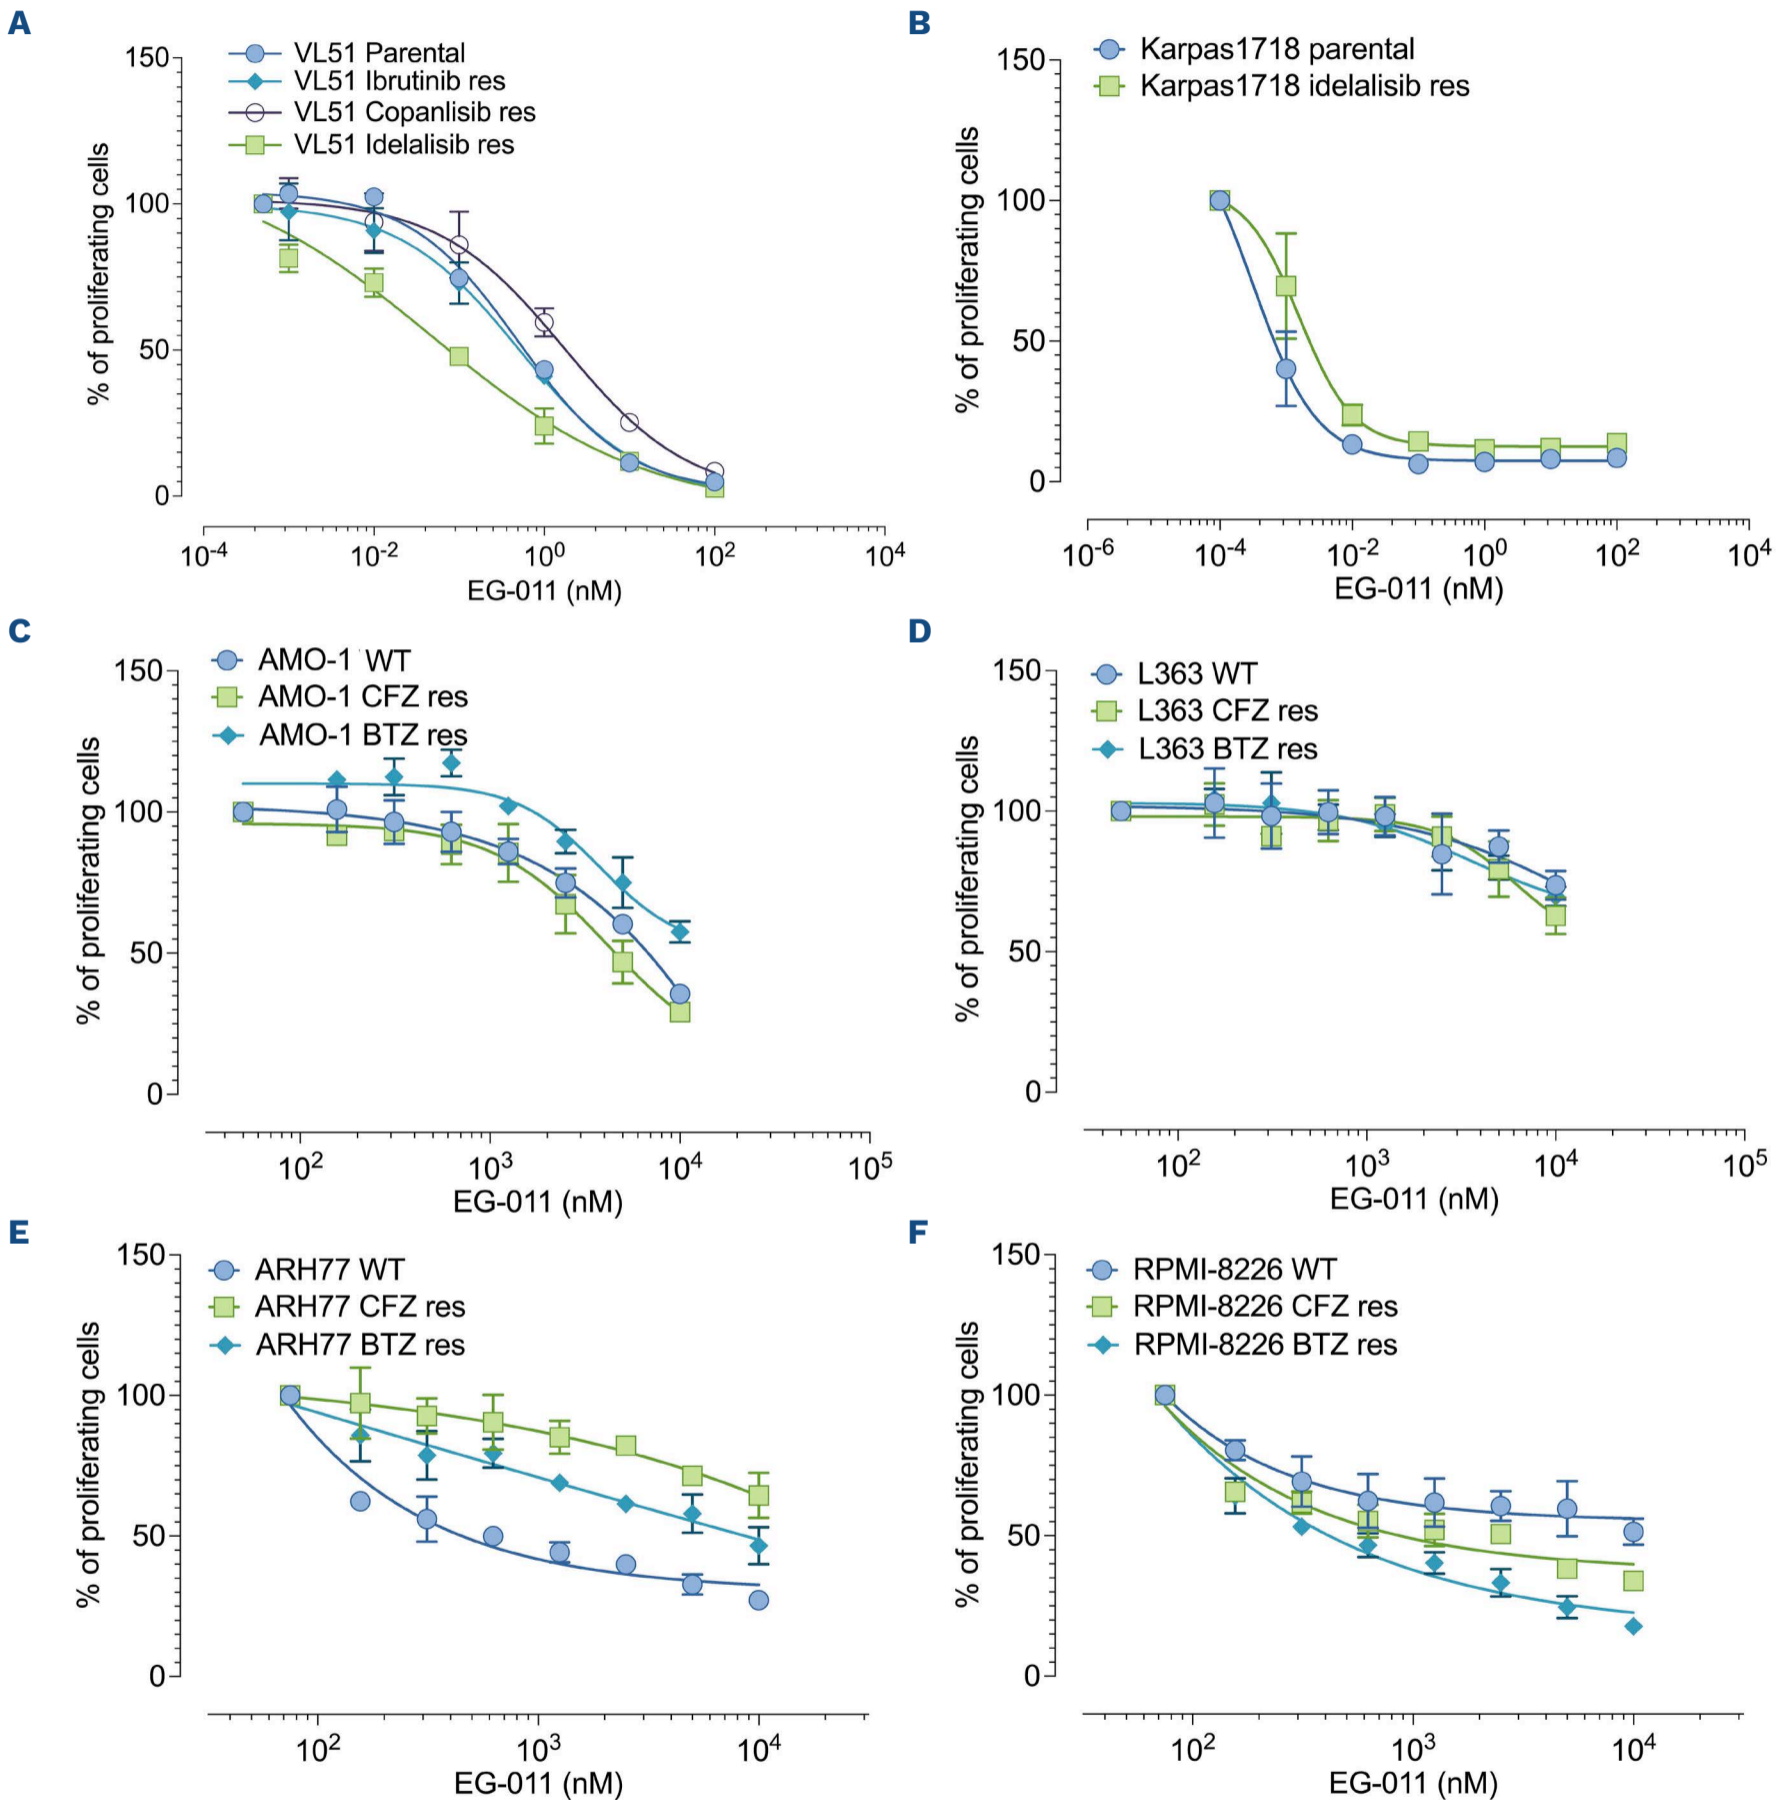 A
VL51 Parental
VL51 Ibrutinib res
VL51 Copanlisib res
VL51 Idelalisib res
150
100
50
0
% of proliferating cells
10-4 10-2 100 102 104
EG-011 (nM)
B
Karpas1718 parental
Karpas1718 idelalisib res
150
100
50
0
% of proliferating cells
10-6 10-4 10-2 100 102 104
EG-011 (nM)
C
AMO-1 WT
AMO-1 CFZ res
AMO-1 BTZ res
150
100
50
0
% of proliferating cells
102 103 104 105
EG-011 (nM)
D
L363 WT
L363 CFZ res
L363 BTZ res
150
100
50
0
% of proliferating cells
102 103 104 105
EG-011 (nM)
E
ARH77 WT
ARH77 CFZ res
ARH77 BTZ res
150
100
50
0
% of proliferating cells
102 103 104
EG-011 (nM)
F
RPMI-8226 WT
RPMI-8226 CFZ res
RPMI-8226 BTZ res
150
100
50
0
% of proliferating cells
102 103 104
EG-011 (nM)